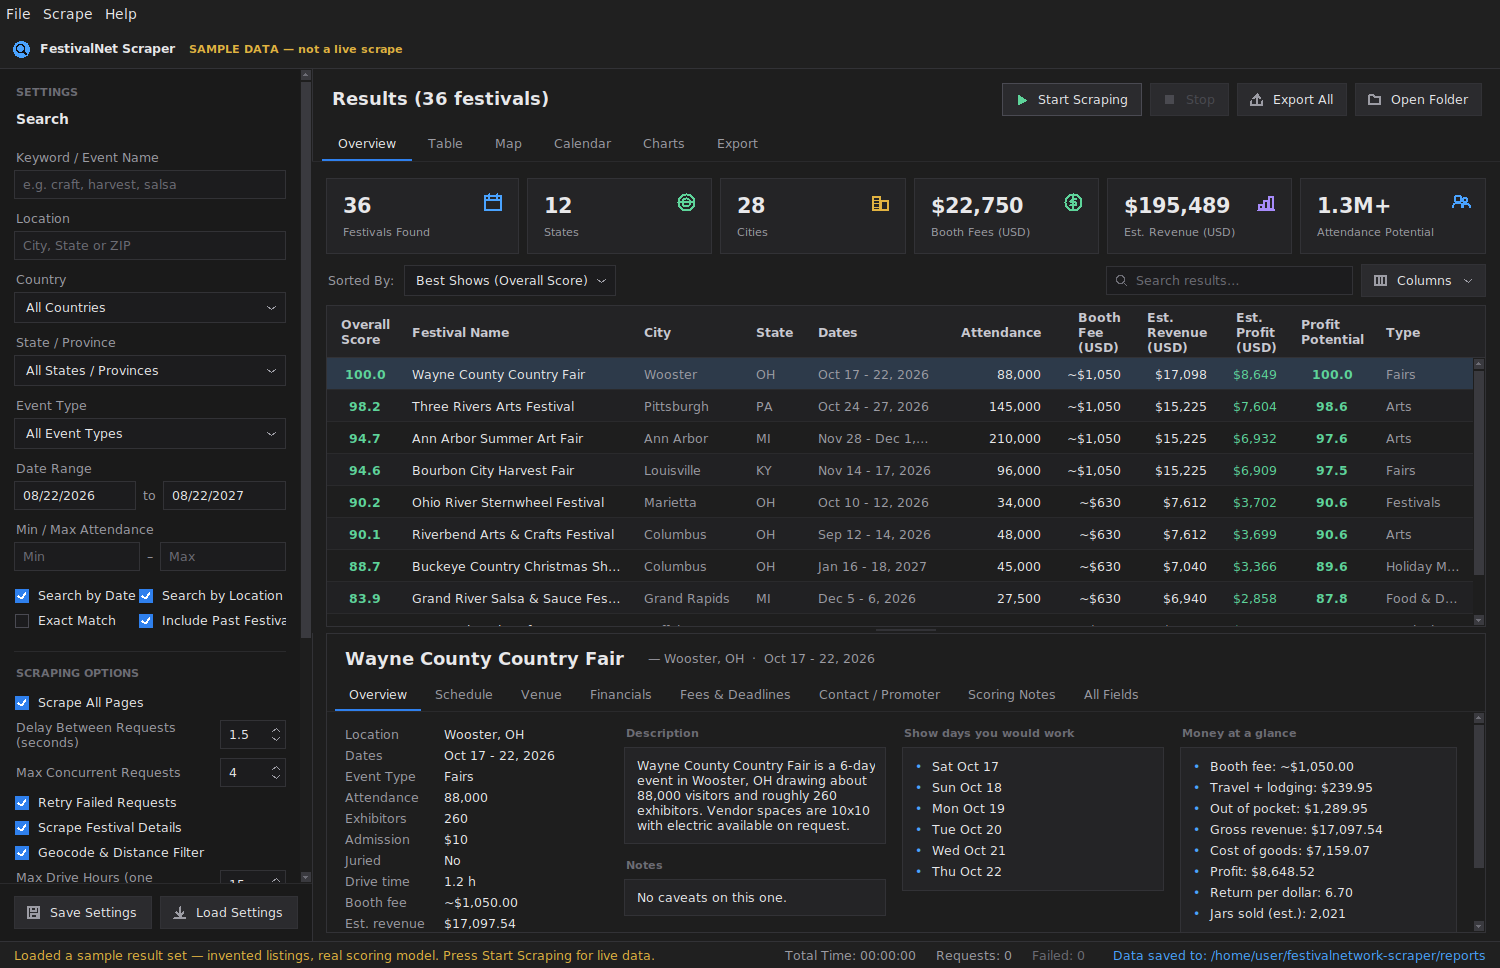 File Scrape Help
FestivalNet Scraper SAMPLE DATA — not a live scrape
SETTINGS
Search
Keyword / Event Name
e.g. craft, harvest, salsa
Location
City, State or ZIP
Country
All Countries
State / Province
All States / Provinces
Event Type
All Event Types
Date Range
08/22/2026 to 08/22/2027
Min / Max Attendance
Min – Max
Search by Date Search by Location
Exact Match Include Past Festiva
SCRAPING OPTIONS
Scrape All Pages
Delay Between Requests
(seconds)
1.5
Max Concurrent Requests 4
Retry Failed Requests
Scrape Festival Details
Geocode & Distance Filter
Max Drive Hours (one
15
Save Settings Load Settings
Results (36 festivals)
Start Scraping Stop Export All Open Folder
Overview Table Map Calendar Charts Export
36 12 28 $22,750 $195,489 1.3M+
Festivals Found States Cities Booth Fees (USD) Est. Revenue (USD) Attendance Potential
Sorted By: Best Shows (Overall Score) Search results... Columns
Overall Score Festival Name City State Dates Attendance Booth Fee (USD) Est. Revenue (USD) Est. Profit (USD) Profit Potential Type
100.0 Wayne County Country Fair Wooster OH Oct 17 - 22, 2026 88,000 ~$1,050 $17,098 $8,649 100.0 Fairs
98.2 Three Rivers Arts Festival Pittsburgh PA Oct 24 - 27, 2026 145,000 ~$1,050 $15,225 $7,604 98.6 Arts
94.7 Ann Arbor Summer Art Fair Ann Arbor MI Nov 28 - Dec 1,... 210,000 ~$1,050 $15,225 $6,932 97.6 Arts
94.6 Bourbon City Harvest Fair Louisville KY Nov 14 - 17, 2026 96,000 ~$1,050 $15,225 $6,909 97.5 Fairs
90.2 Ohio River Sternwheel Festival Marietta OH Oct 10 - 12, 2026 34,000 ~$630 $7,612 $3,702 90.6 Festivals
90.1 Riverbend Arts & Crafts Festival Columbus OH Sep 12 - 14, 2026 48,000 ~$630 $7,612 $3,699 90.6 Arts
88.7 Buckeye Country Christmas Sh... Columbus OH Jan 16 - 18, 2027 45,000 ~$630 $7,040 $3,366 89.6 Holiday M...
83.9 Grand River Salsa & Sauce Fes... Grand Rapids MI Dec 5 - 6, 2026 27,500 ~$630 $6,940 $2,858 87.8 Food & D...
Wayne County Country Fair — Wooster, OH · Oct 17 - 22, 2026
Overview Schedule Venue Financials Fees & Deadlines Contact / Promoter Scoring Notes All Fields
Location Wooster, OH
Dates Oct 17 - 22, 2026
Event Type Fairs
Attendance 88,000
Exhibitors 260
Admission $10
Juried No
Drive time 1.2 h
Booth fee ~$1,050.00
Est. revenue $17,097.54
Description
Wayne County Country Fair is a 6-day
event in Wooster, OH drawing about
88,000 visitors and roughly 260
exhibitors. Vendor spaces are 10x10
with electric available on request.
Notes
No caveats on this one.
Show days you would work
• Sat Oct 17
• Sun Oct 18
• Mon Oct 19
• Tue Oct 20
• Wed Oct 21
• Thu Oct 22
Money at a glance
• Booth fee: ~$1,050.00
• Travel + lodging: $239.95
• Out of pocket: $1,289.95
• Gross revenue: $17,097.54
• Cost of goods: $7,159.07
• Profit: $8,648.52
• Return per dollar: 6.70
• Jars sold (est.): 2,021
Loaded a sample result set — invented listings, real scoring model. Press Start Scraping for live data. Total Time: 00:00:00 Requests: 0 Failed: 0 Data saved to: /home/user/festivalnetwork-scraper/reports